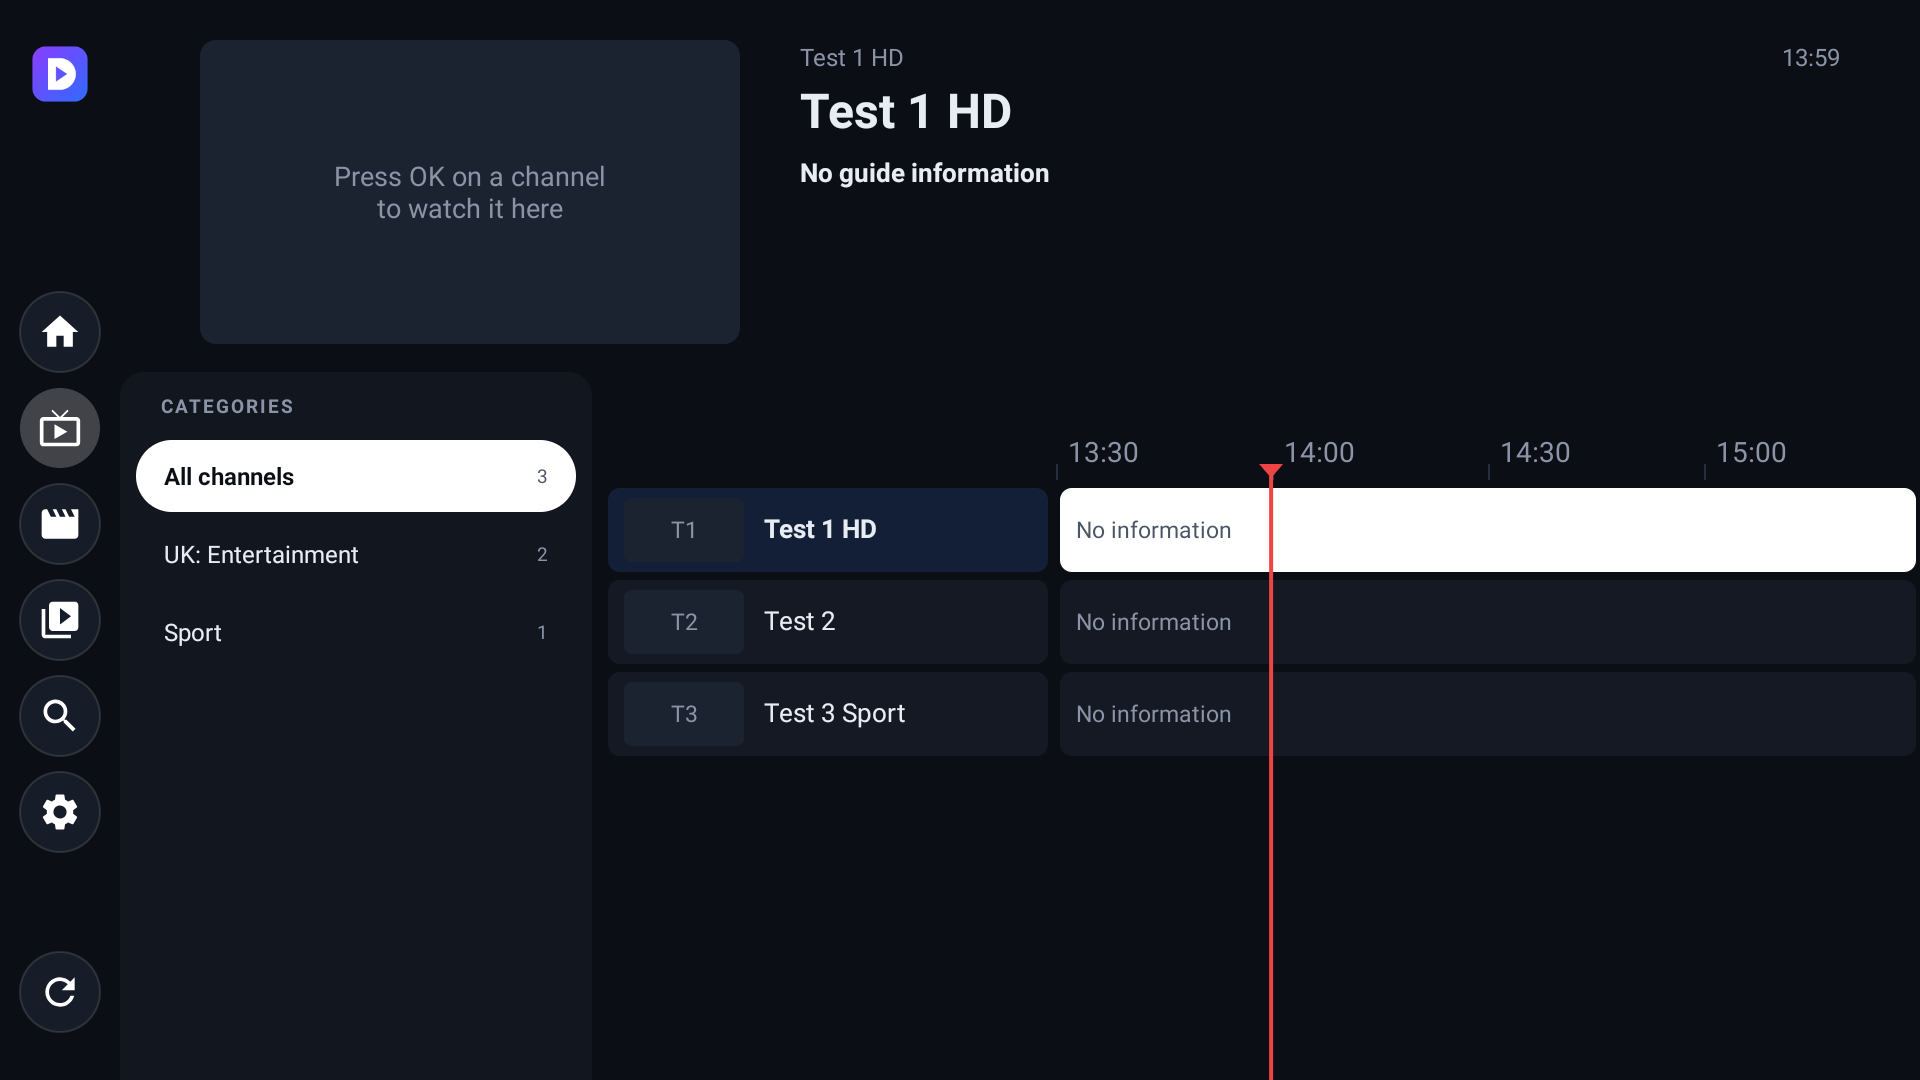 Test 1 HD
13:59
Test 1 HD
No guide information
Press OK on a channel
to watch it here
CATEGORIES
All channels 3
UK: Entertainment 2
Sport 1
13:30 14:00 14:30 15:00
T1 Test 1 HD No information
T2 Test 2 No information
T3 Test 3 Sport No information